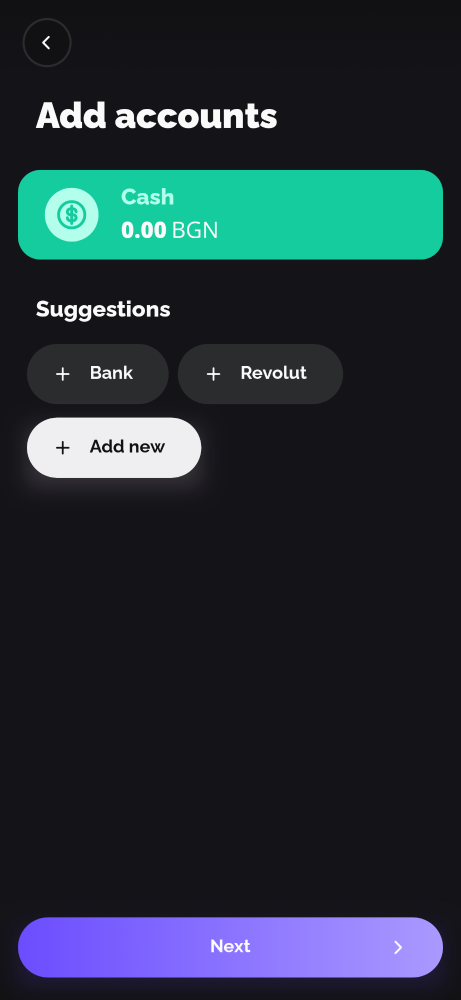 Add accounts
Cash
0.00 BGN
Suggestions
Bank
Revolut
Add new
Next